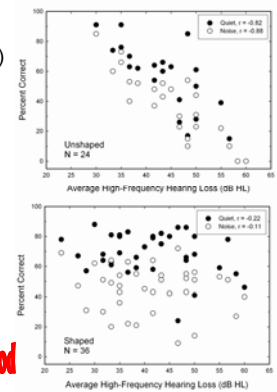 )
Quiet, r = -0.82
Noise, r = -0.88
100
80
60
40
20
0
Percent Correct
Unshaped
N = 24
20 25 30 35 40 45 50 55 60 65
Average High-Frequency Hearing Loss (dB HL)
Quiet, r = -0.22
Noise, r = -0.11
100
80
60
40
20
0
Percent Correct
Shaped
N = 36
20 25 30 35 40 45 50 55 60 65
Average High-Frequency Hearing Loss (dB HL)